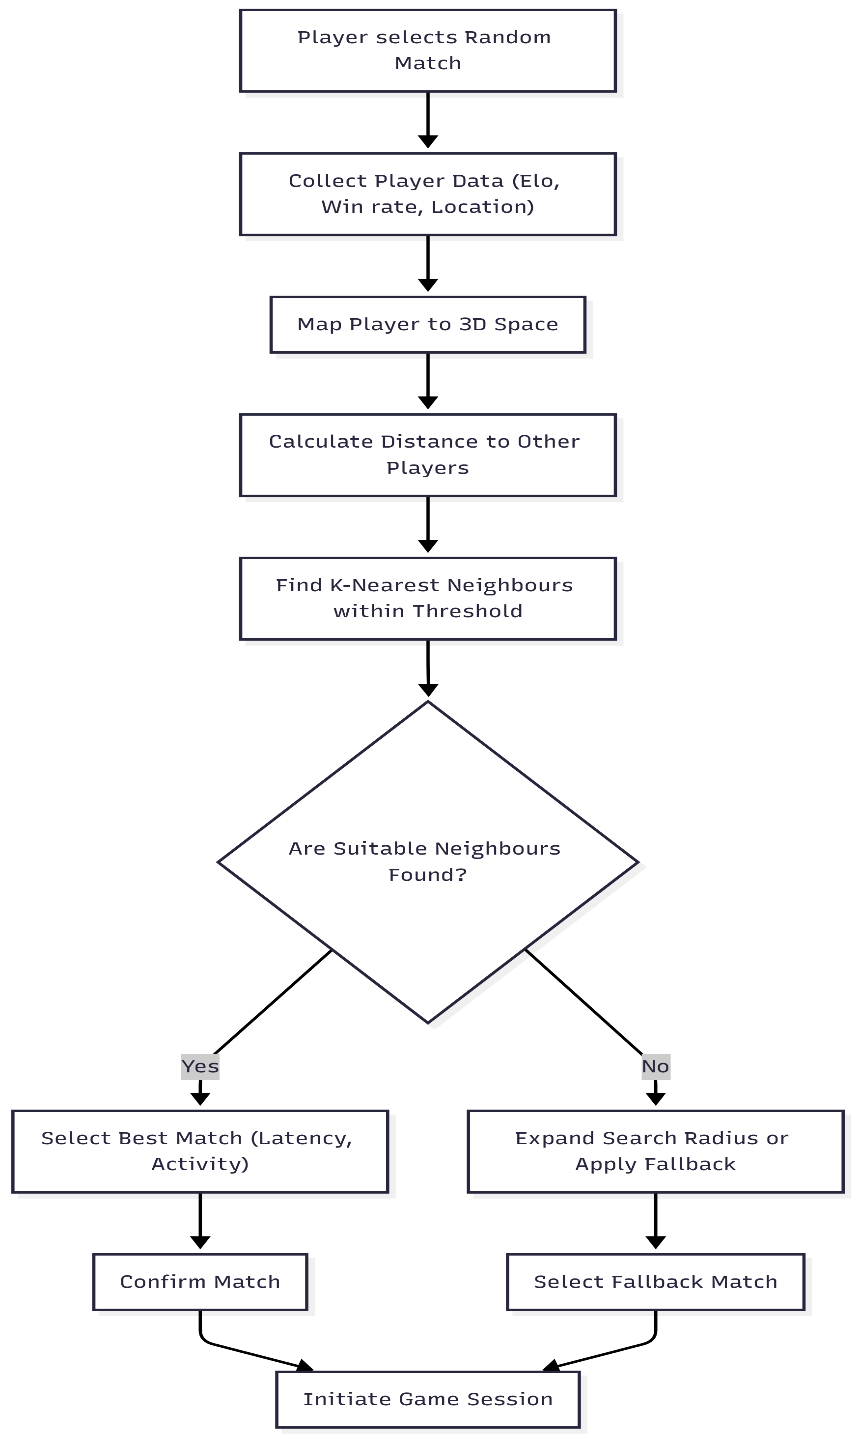 Player selects Random
Match
Collect Player Data (Elo,
Win rate, Location)
Map Player to 3D Space
Calculate Distance to Other
Players
Find K-Nearest Neighbours
within Threshold
Are Suitable Neighbours
Found?
Yes
No
Select Best Match (Latency,
Activity)
Expand Search Radius or
Apply Fallback
Confirm Match
Select Fallback Match
Initiate Game Session